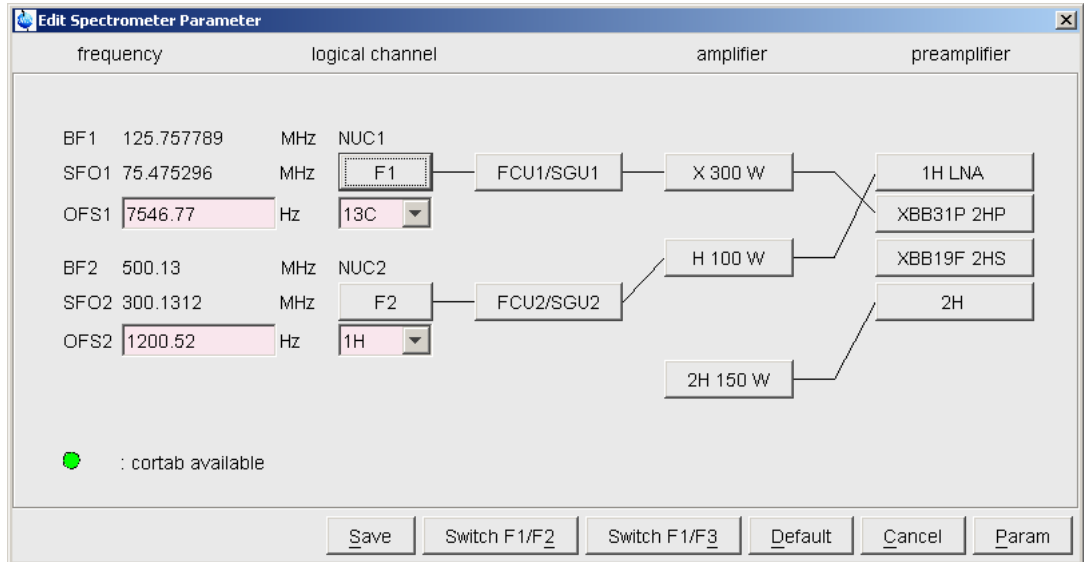 Edit Spectrometer Parameter
frequency logical channel amplifier preamplifier
BF1 125.757789 MHz NUC1
SFO1 75.475296 MHz F1 FCU1/SGU1 X 300 W 1H LNA
OFS1 7546.77 Hz 13C XBB31P 2HP
H 100 W XBB19F 2HS
BF2 500.13 MHz NUC2
SFO2 300.1312 MHz F2 FCU2/SGU2 2H
OFS2 1200.52 Hz 1H
2H 150 W
: cortab available
Save Switch F1/F2 Switch F1/F3 Default Cancel Param